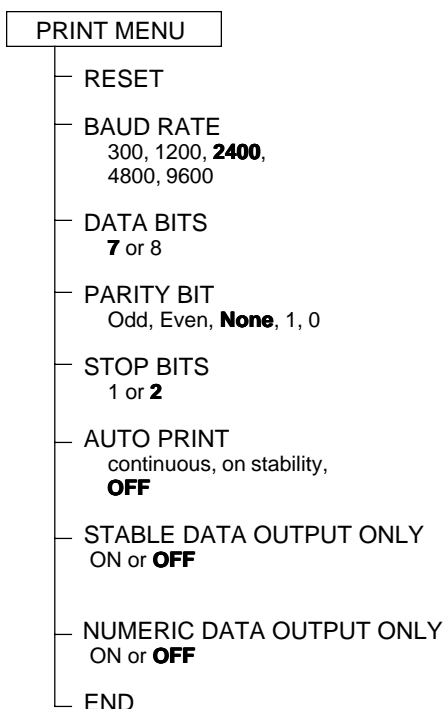 PRINT MENU
RESET
BAUD RATE
300, 1200, 2400,
4800, 9600
DATA BITS
7 or 8
PARITY BIT
Odd, Even, None, 1, 0
STOP BITS
1 or 2
AUTO PRINT
continuous, on stability,
OFF
STABLE DATA OUTPUT ONLY
ON or OFF
NUMERIC DATA OUTPUT ONLY
ON or OFF
END